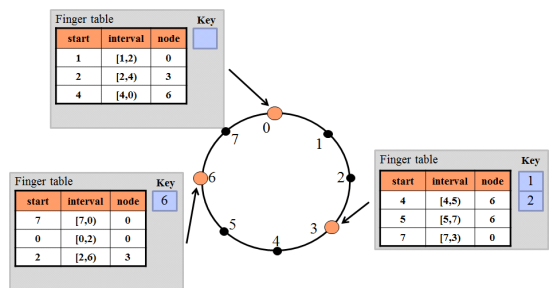 Finger table Key
start interval node
1 [1,2) 0
2 [2,4) 3
4 [4,0) 6
0
1
2
3
4
5
6
7
Finger table Key
start interval node 6
7 [7,0) 0
0 [0,2) 0
2 [2,6) 3
Finger table Key
start interval node 1
4 [4,5) 6 2
5 [5,7) 6
7 [7,3) 0